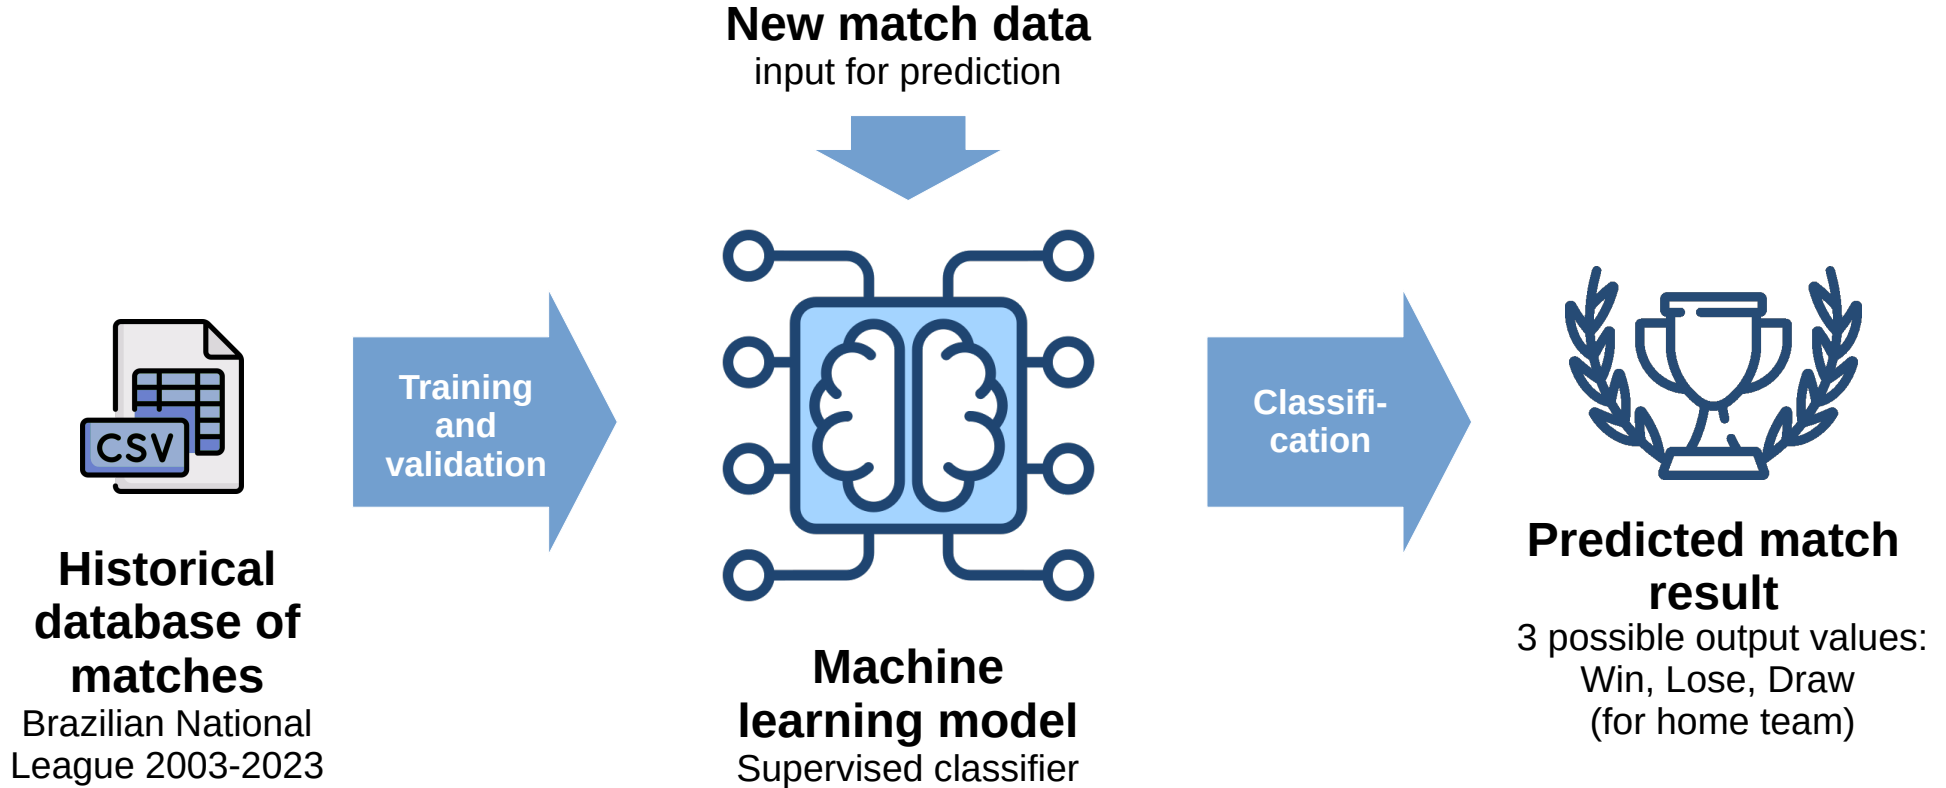 New match data
input for prediction
CSV
Training
and
validation
Classifi-
cation
Historical
database of
matches
Brazilian National
League 2003-2023
Machine
learning model
Supervised classifier
Predicted match
result
3 possible output values:
Win, Lose, Draw
(for home team)